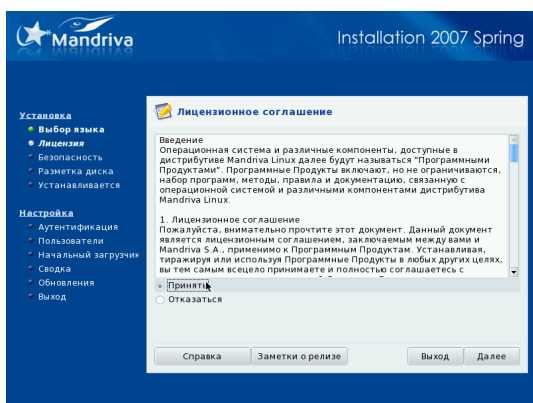 Mandriva
Installation 2007 Spring
Установка
Выбор языка
Лицензия
Безопасность
Разметка диска
Устанавливается
Настройка
Аутентификация
Пользователи
Начальный загрузчик
Сводка
Обновления
Выход
Лицензионное соглашение
Введение
Операционная система и различные компоненты, доступные в
дистрибутиве Mandriva Linux далее будут называться "Программными
Продуктами". Программные Продукты включают, но не ограничиваются,
набор программ, методы, правила и документацию, связанную с
операционной системой и различными компонентами дистрибутива
Mandriva Linux.
1. Лицензионное соглашение
Пожалуйста, внимательно прочтите этот документ. Данный документ
является лицензионным соглашением, заключаемым между вами и
Mandriva S.A., применимо к Программным Продуктам. Устанавливая,
тиражируя или используя Программные Продукты в любых других целях,
вы тем самым всецело принимаете и полностью соглашаетесь с
Принять
Отказаться
Справка
Заметки о релизе
Выход
Далее